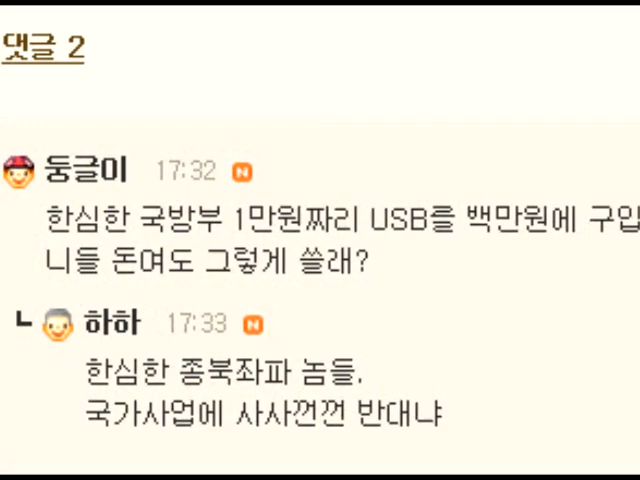 댓글 2
둥글이 17:32 N
한심한 국방부 1만원짜리 USB를 백만원에 구입
니들 돈여도 그렇게 쓸래?
하하 17:33 N
한심한 종북좌파 놈들.
국가사업에 사사껀껀 반대냐